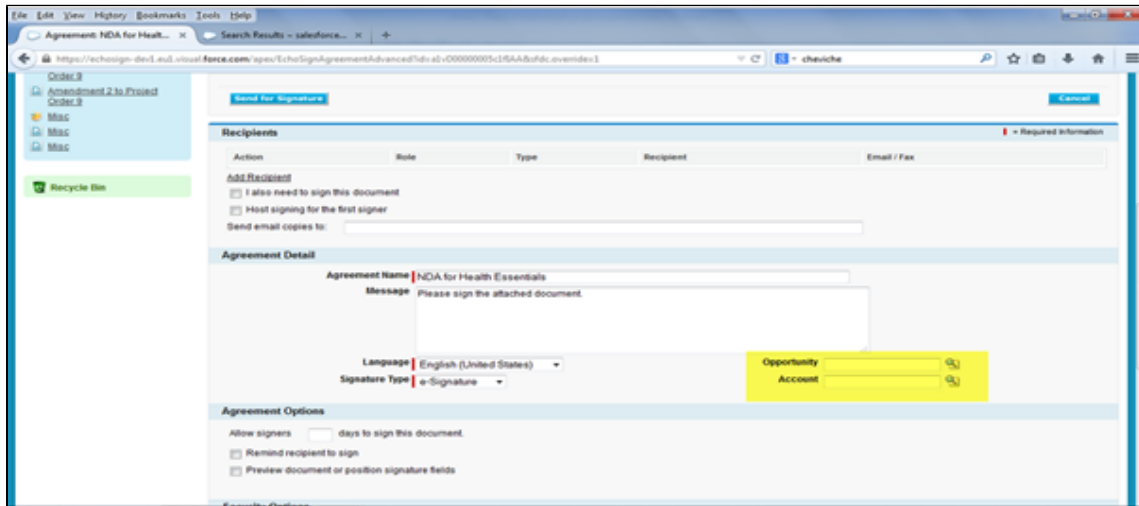 File Edit View History Bookmarks Tools Help
Agreement: NDA for Healt... × Search Results ~ salesforce... × +
https://echosign-dev1.eu1.visual.force.com/apex/EchoSignAgreementAdvanced? cheviche
Order 9
Amendment 2 to Project
Order 9
Misc
Misc
Misc
Recycle Bin
Send for Signature Cancel
Recipients = Required Information
Action Role Type Recipient Email / Fax
Add Recipient
I also need to sign this document
Host signing for the first signer
Send email copies to:
Agreement Detail
Agreement Name NDA for Health Essentials
Message Please sign the attached document.
Language English (United States) Opportunity
Signature Type e-Signature Account
Agreement Options
Allow signers days to sign this document.
Remind recipient to sign
Preview document or position signature fields
Security Options